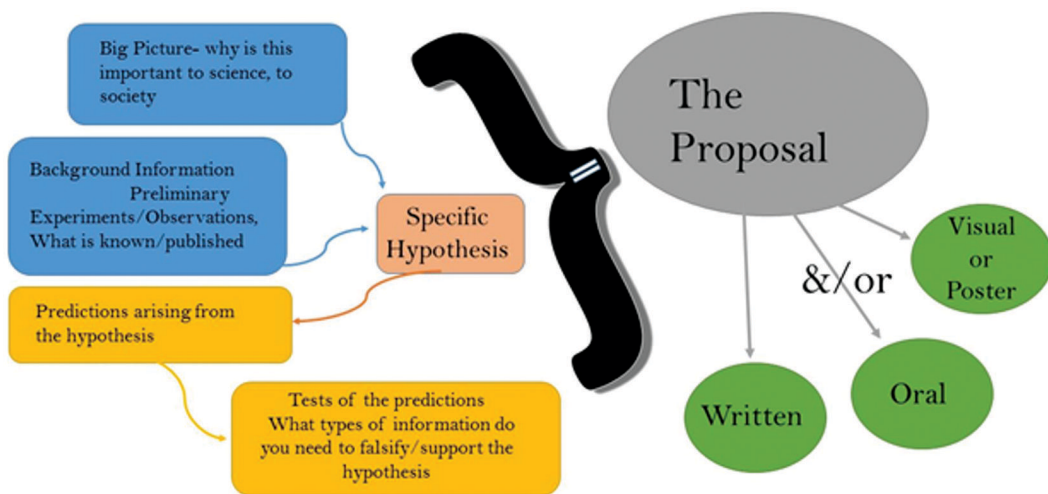 Big Picture- why is this
important to science, to
society
Background Information
Preliminary
Experiments/Observations,
What is known/published
Specific
Hypothesis
Predictions arising from
the hypothesis
Tests of the predictions
What types of information do
you need to falsify/support the
hypothesis
=
The
Proposal
&/or
Written
Oral
Visual
or
Poster